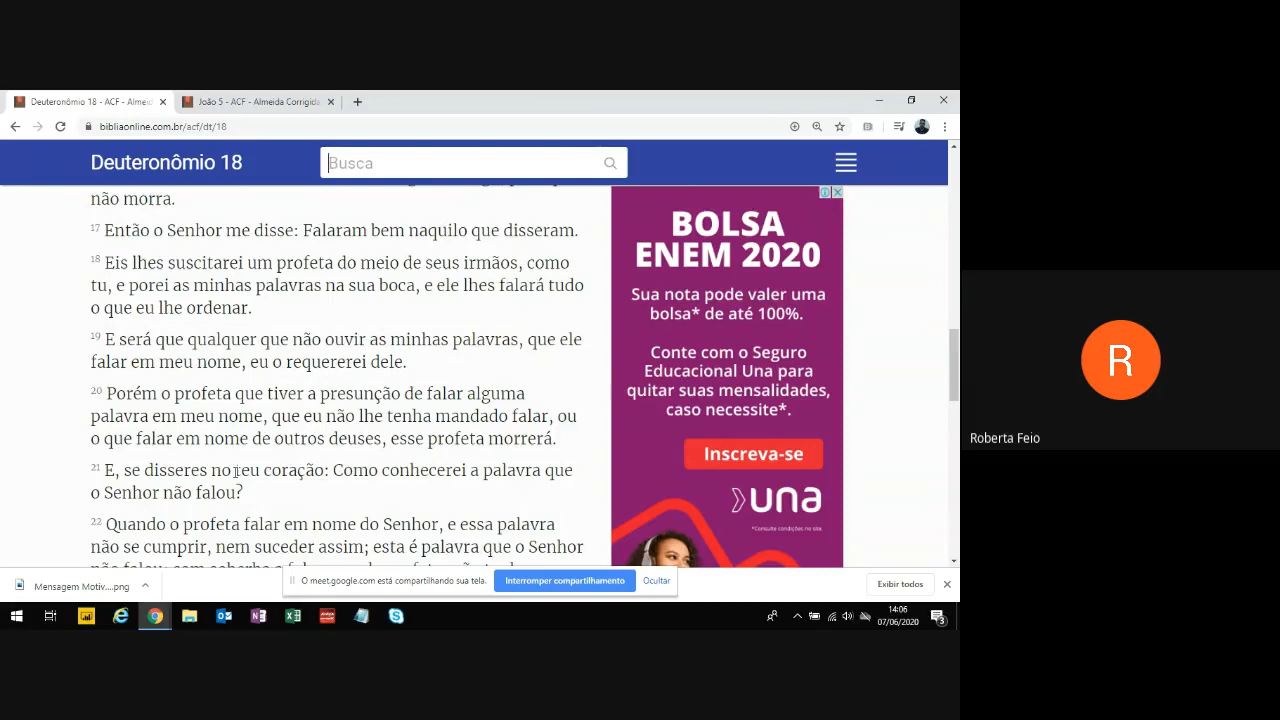 Deuteronômio 18 - ACF - Almeid
João 5 - ACF - Almeida Corrigida
bibliaonline.com.br/acf/dt/18
Deuteronômio 18
Busca
não morra.
17 Então o Senhor me disse: Falaram bem naquilo que disseram.
18 Eis lhes suscitarei um profeta do meio de seus irmãos, como
tu, e porei as minhas palavras na sua boca, e ele lhes falará tudo
o que eu lhe ordenar.
19 E será que qualquer que não ouvir as minhas palavras, que ele
falar em meu nome, eu o requererei dele.
20 Porém o profeta que tiver a presunção de falar alguma
palavra em meu nome, que eu não lhe tenha mandado falar, ou
o que falar em nome de outros deuses, esse profeta morrerá.
21 E, se disseres no teu coração: Como conhecerei a palavra que
o Senhor não falou?
22 Quando o profeta falar em nome do Senhor, e essa palavra
não se cumprir, nem suceder assim; esta é palavra que o Senhor
BOLSA
ENEM 2020
Sua nota pode valer uma
bolsa* de até 100%.
Conte com o Seguro
Educacional Una para
quitar suas mensalidades,
caso necessite*.
Inscreva-se
una
*Consulte condições no site.
O meet.google.com está compartilhando sua tela.
Interromper compartilhamento
Ocultar
Mensagem Motiv....png
Exibir todos
14:06
07/06/2020
3
R
Roberta Feio